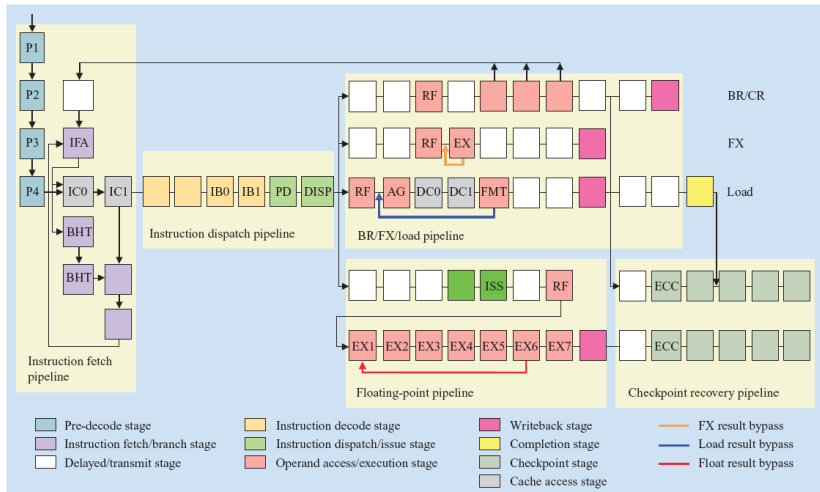 P1
P2
RF
BR/CR
P3
IFA
RF
EX
FX
P4
IC0
IC1
IB0
IB1
PD
DISP
RF
AG
DC0
DC1
FMT
Load
BHT
Instruction dispatch pipeline
BR/FX/load pipeline
BHT
ISS
RF
ECC
EX1
EX2
EX3
EX4
EX5
EX6
EX7
ECC
Instruction fetch
pipeline
Floating-point pipeline
Checkpoint recovery pipeline
Pre-decode stage
Instruction decode stage
Writeback stage
FX result bypass
Instruction fetch/branch stage
Instruction dispatch/issue stage
Completion stage
Load result bypass
Delayed/transmit stage
Operand access/execution stage
Checkpoint stage
Float result bypass
Cache access stage